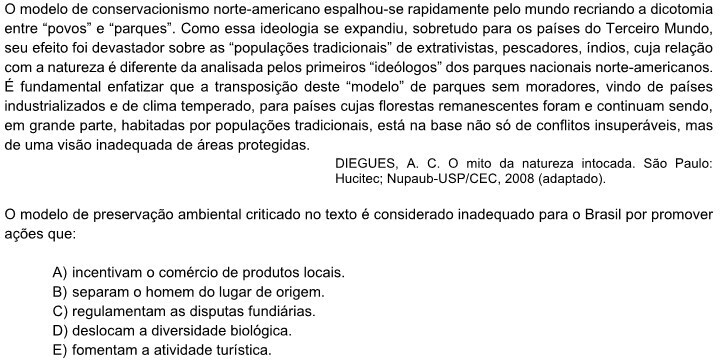 O modelo de conservacionismo norte-americano espalhou-se rapidamente pelo mundo recriando a dicotomia
entre “povos” e “parques”. Como essa ideologia se expandiu, sobretudo para os países do Terceiro Mundo,
seu efeito foi devastador sobre as “populações tradicionais” de extrativistas, pescadores, índios, cuja relação
com a natureza é diferente da analisada pelos primeiros “ideólogos” dos parques nacionais norte-americanos.
É fundamental enfatizar que a transposição deste “modelo” de parques sem moradores, vindo de países
industrializados e de clima temperado, para países cujas florestas remanescentes foram e continuam sendo,
em grande parte, habitadas por populações tradicionais, está na base não só de conflitos insuperáveis, mas
de uma visão inadequada de áreas protegidas.
DIEGUES, A. C. O mito da natureza intocada. São Paulo:
Hucitec; Nupaub-USP/CEC, 2008 (adaptado).
O modelo de preservação ambiental criticado no texto é considerado inadequado para o Brasil por promover
ações que:
A) incentivam o comércio de produtos locais.
B) separam o homem do lugar de origem.
C) regulamentam as disputas fundiárias.
D) deslocam a diversidade biológica.
E) fomentam a atividade turística.